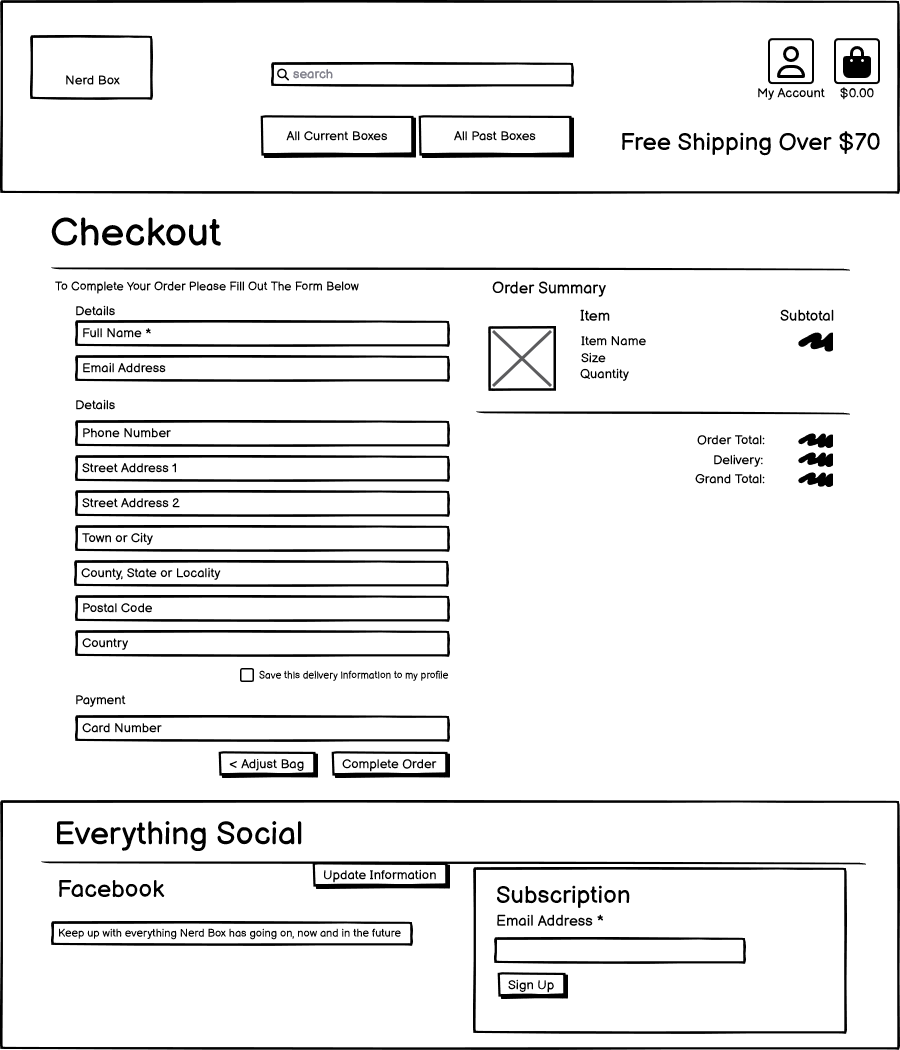 Nerd Box
search
My Account
$0.00
All Current Boxes
All Past Boxes
Free Shipping Over $70
Checkout
To Complete Your Order Please Fill Out The Form Below
Details
Full Name *
Email Address
Details
Phone Number
Street Address 1
Street Address 2
Town or City
County, State or Locality
Postal Code
Country
Save this delivery information to my profile
Payment
Card Number
< Adjust Bag
Complete Order
Order Summary
Item
Subtotal
Item Name
Size
Quantity
Order Total:
Delivery:
Grand Total:
Everything Social
Update Information
Facebook
Keep up with everything Nerd Box has going on, now and in the future
Subscription
Email Address *
Sign Up